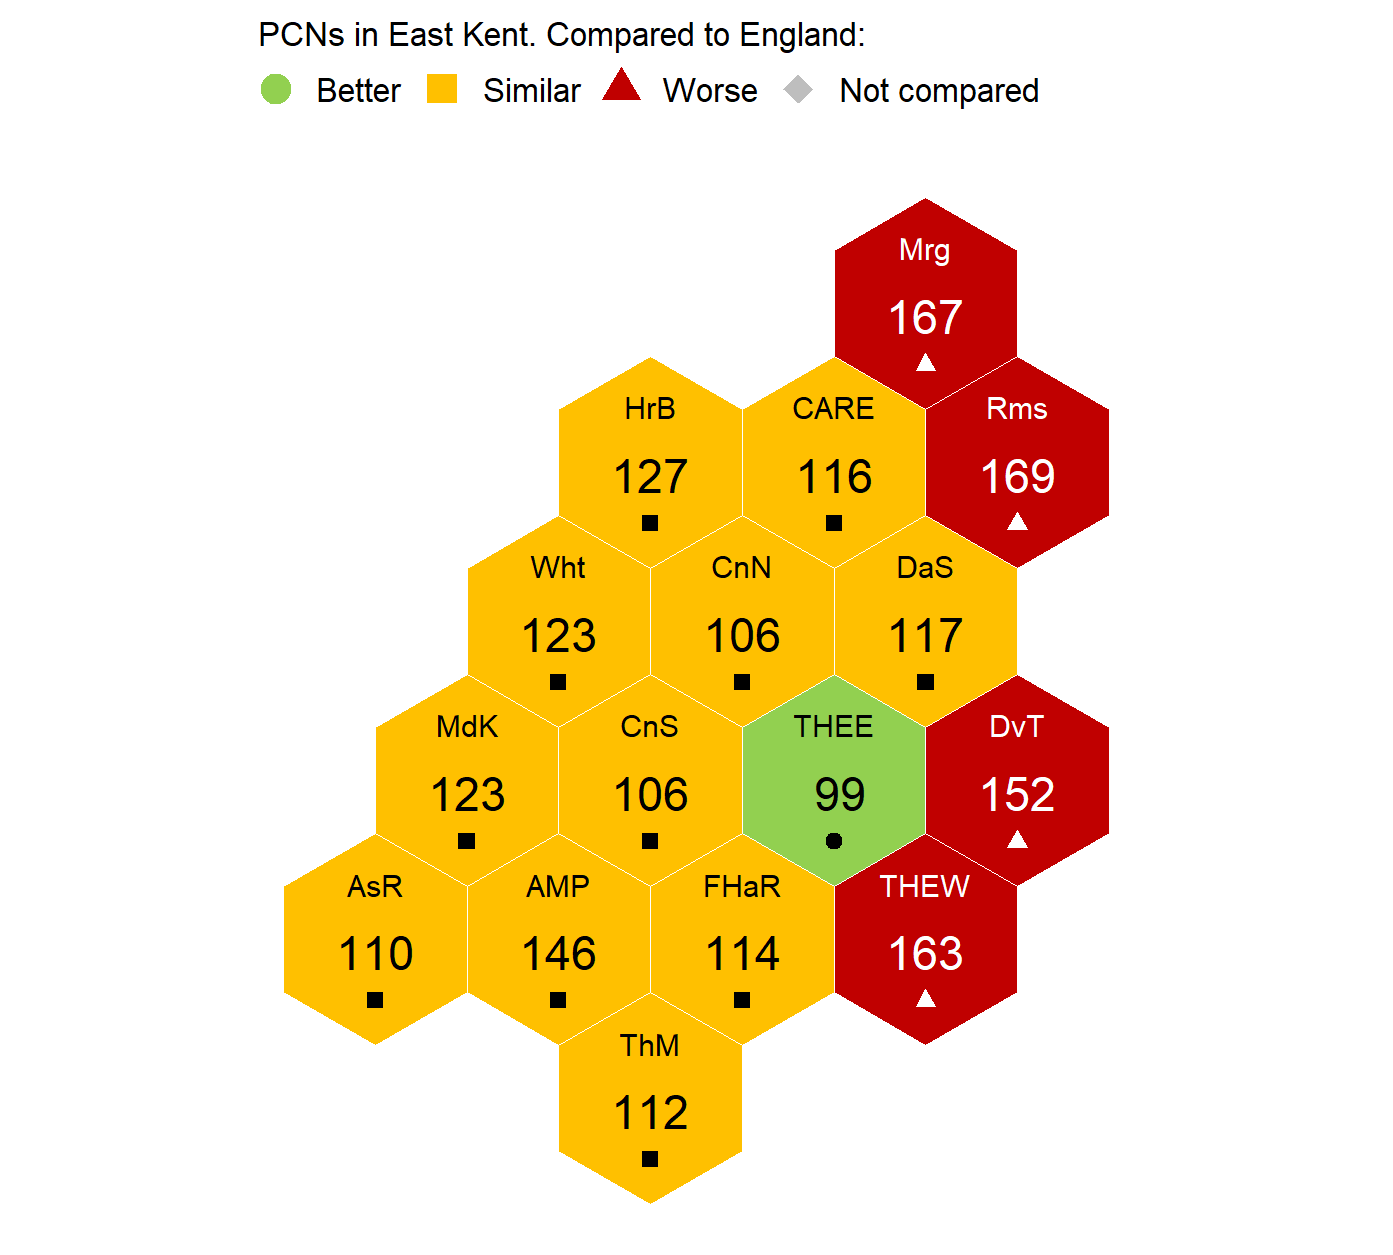 PCNs in East Kent. Compared to England:
Better Similar Worse Not compared
Mrg
167
HrB CARE Rms
127 116 169
Wht CnN DaS
123 106 117
MdK CnS THEE DvT
123 106 99 152
AsR AMP FHaR THEW
110 146 114 163
ThM
112